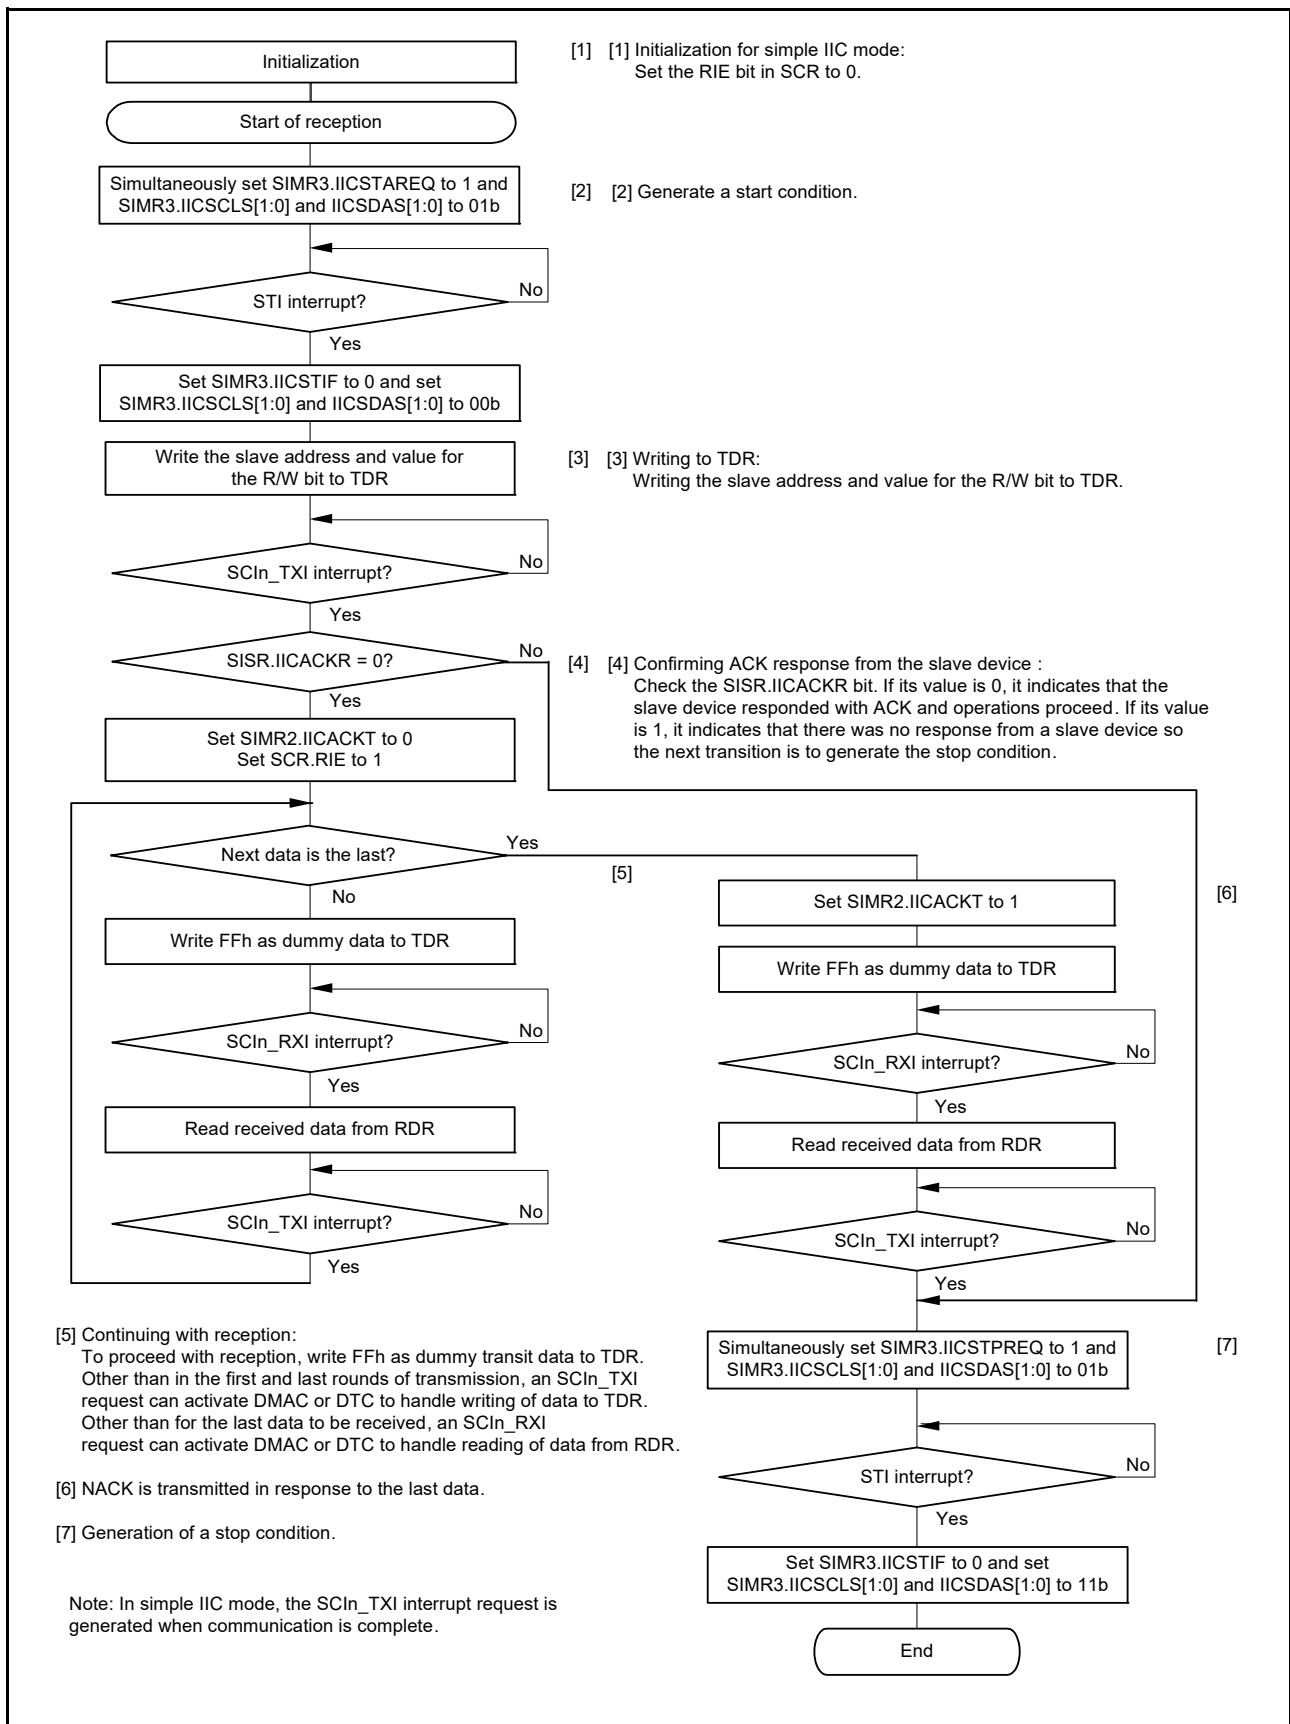 Initialization
[1] [1] Initialization for simple IIC mode:
Set the RIE bit in SCR to 0.
Start of reception
Simultaneously set SIMR3.IICSTAREQ to 1 and
SIMR3.IICSCLS[1:0] and IICSDAS[1:0] to 01b
[2] [2] Generate a start condition.
STI interrupt?
No
Yes
Set SIMR3.IICSTIF to 0 and set
SIMR3.IICSCLS[1:0] and IICSDAS[1:0] to 00b
Write the slave address and value for
the R/W bit to TDR
[3] [3] Writing to TDR:
Writing the slave address and value for the R/W bit to TDR.
SCIn_TXI interrupt?
No
Yes
SISR.IICACKR = 0?
No
Yes
[4] [4] Confirming ACK response from the slave device :
Check the SISR.IICACKR bit. If its value is 0, it indicates that the
slave device responded with ACK and operations proceed. If its value
is 1, it indicates that there was no response from a slave device so
the next transition is to generate the stop condition.
Set SIMR2.IICACKT to 0
Set SCR.RIE to 1
Next data is the last?
Yes
[5]
No
Write FFh as dummy data to TDR
SCIn_RXI interrupt?
No
Yes
Read received data from RDR
SCIn_TXI interrupt?
No
Yes
[6]
Set SIMR2.IICACKT to 1
Write FFh as dummy data to TDR
SCIn_RXI interrupt?
No
Yes
Read received data from RDR
SCIn_TXI interrupt?
No
Yes
Simultaneously set SIMR3.IICSTPREQ to 1 and
SIMR3.IICSCLS[1:0] and IICSDAS[1:0] to 01b
[7]
STI interrupt?
No
Yes
Set SIMR3.IICSTIF to 0 and set
SIMR3.IICSCLS[1:0] and IICSDAS[1:0] to 11b
End
[5] Continuing with reception:
To proceed with reception, write FFh as dummy transit data to TDR.
Other than in the first and last rounds of transmission, an SCIn_TXI
request can activate DMAC or DTC to handle writing of data to TDR.
Other than for the last data to be received, an SCIn_RXI
request can activate DMAC or DTC to handle reading of data from RDR.
[6] NACK is transmitted in response to the last data.
[7] Generation of a stop condition.
Note: In simple IIC mode, the SCIn_TXI interrupt request is
generated when communication is complete.